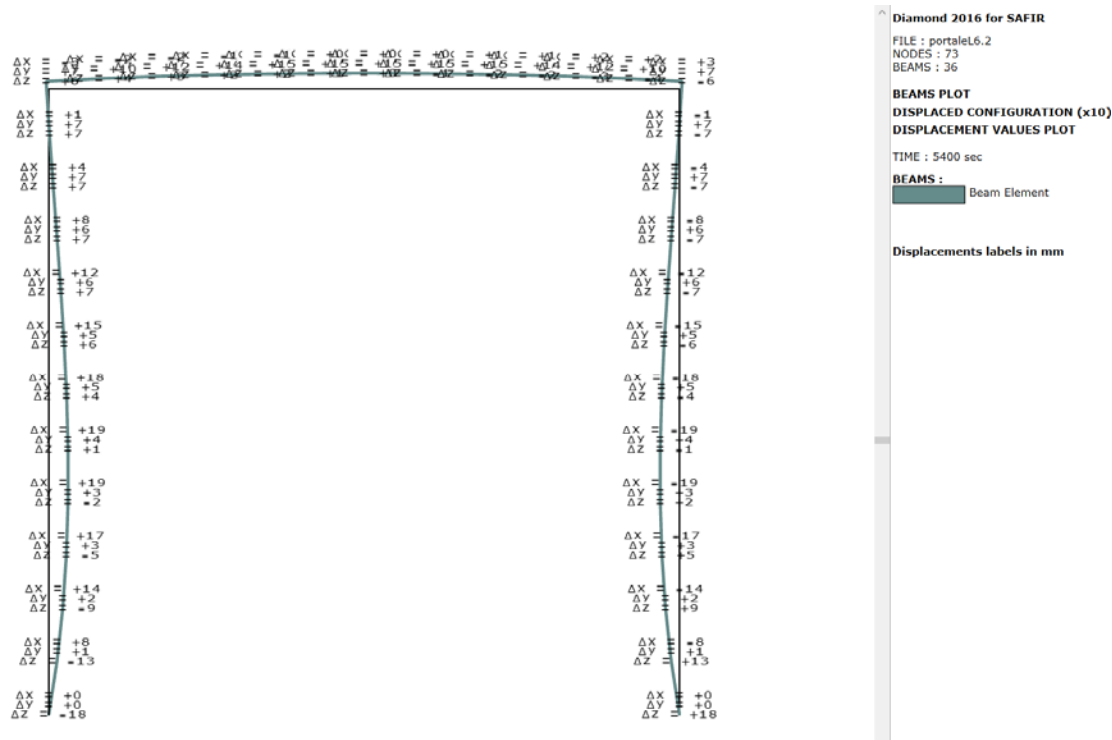 Diamond 2016 for SAFIR
FILE : portaleL6.2
NODES : 73
BEAMS : 36
BEAMS PLOT
DISPLACED CONFIGURATION (x10)
DISPLACEMENT VALUES PLOT
TIME : 5400 sec
BEAMS :
Beam Element
Displacements labels in mm
ΔX = +3
ΔY = +7
ΔZ = -6
ΔX = +1
ΔY = +7
ΔZ = +7
ΔX = -1
ΔY = +7
ΔZ = -7
ΔX = +4
ΔY = +7
ΔZ = +7
ΔX = -4
ΔY = +7
ΔZ = -7
ΔX = +8
ΔY = +6
ΔZ = +7
ΔX = -8
ΔY = +6
ΔZ = -7
ΔX = +12
ΔY = +6
ΔZ = +7
ΔX = -12
ΔY = +6
ΔZ = -7
ΔX = +15
ΔY = +5
ΔZ = +6
ΔX = -15
ΔY = +5
ΔZ = -6
ΔX = +18
ΔY = +5
ΔZ = +4
ΔX = -18
ΔY = +5
ΔZ = -4
ΔX = +19
ΔY = +4
ΔZ = +1
ΔX = -19
ΔY = +4
ΔZ = -1
ΔX = +19
ΔY = +3
ΔZ = -2
ΔX = -19
ΔY = +3
ΔZ = +2
ΔX = +17
ΔY = +3
ΔZ = -5
ΔX = -17
ΔY = +3
ΔZ = +5
ΔX = +14
ΔY = +2
ΔZ = -9
ΔX = -14
ΔY = +2
ΔZ = +9
ΔX = +8
ΔY = +1
ΔZ = -13
ΔX = -8
ΔY = +1
ΔZ = +13
ΔX = +0
ΔY = +0
ΔZ = -18
ΔX = +0
ΔY = +0
ΔZ = +18